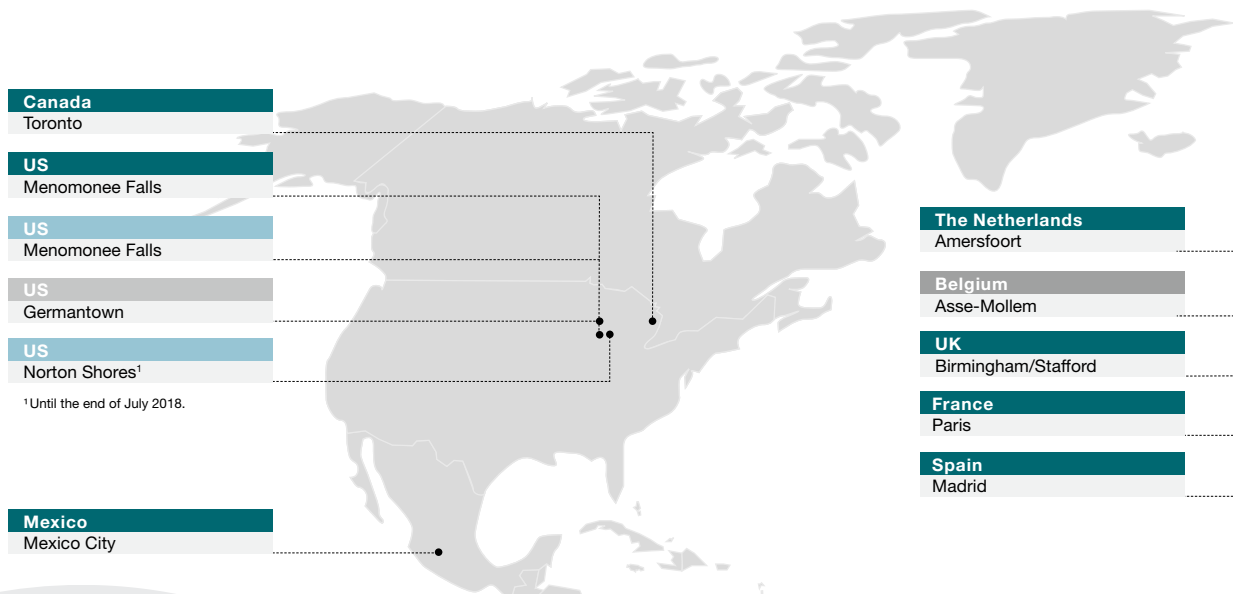 Canada
Toronto
US
Menomonee Falls
US
Menomonee Falls
US
Germantown
US
Norton Shores¹
¹Until the end of July 2018.
Mexico
Mexico City
The Netherlands
Amersfoort
Belgium
Asse-Mollem
UK
Birmingham/Stafford
France
Paris
Spain
Madrid